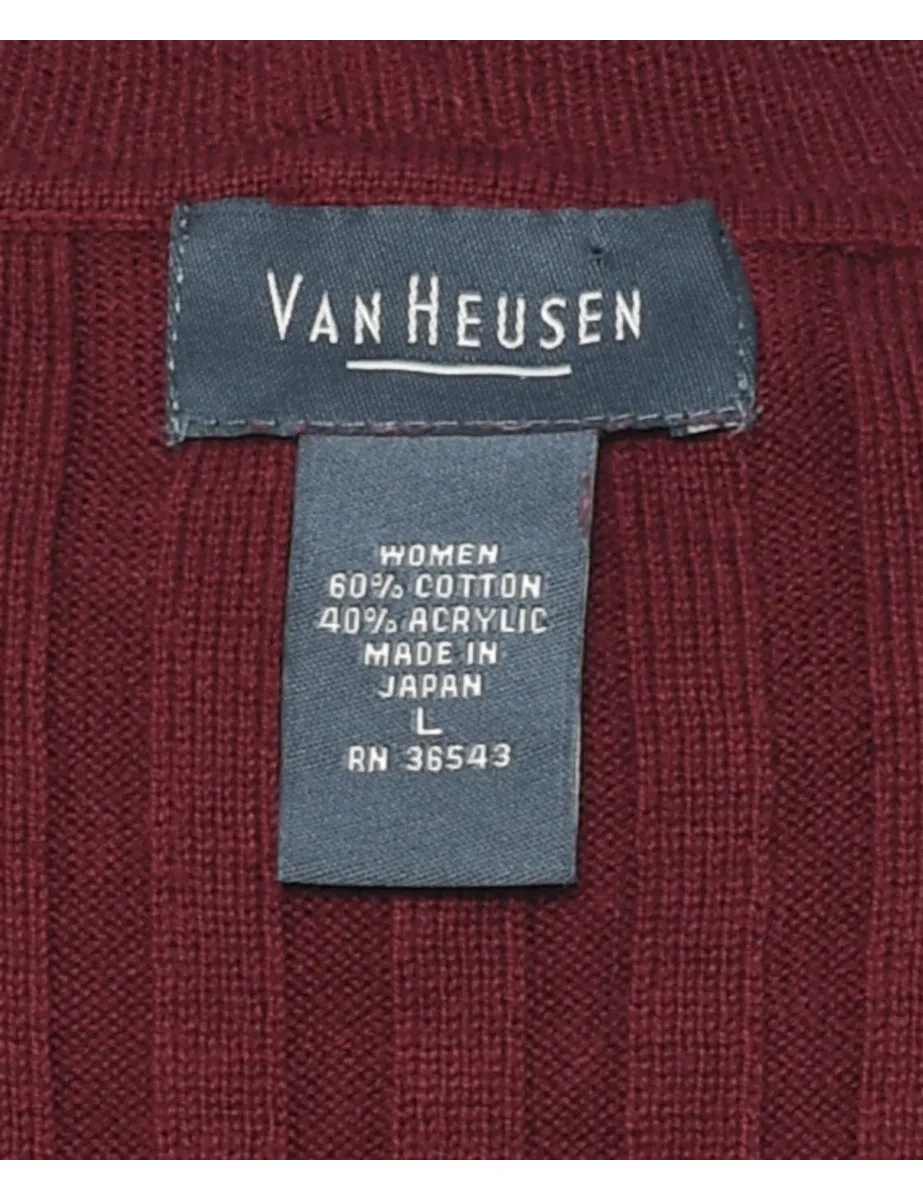 VAN HEUSEN
WOMEN
60% COTTON
40% ACRYLIC
MADE IN
JAPAN
L
RN 36543